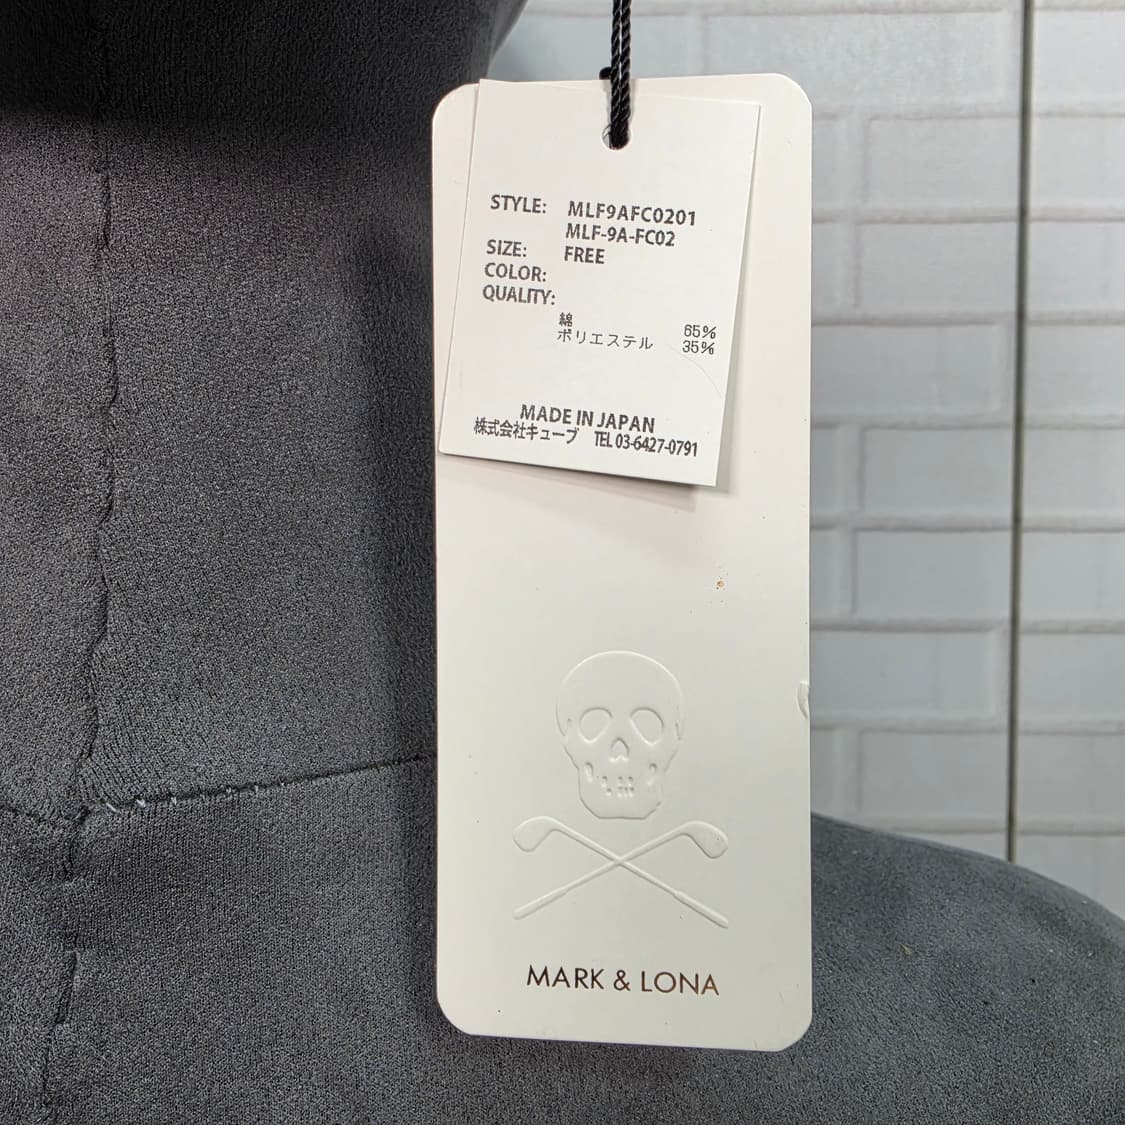 STYLE: MLF9AFC0201
MLF-9A-FC02
SIZE: FREE
COLOR:
QUALITY:
綿 65%
ポリエステル 35%
MADE IN JAPAN
株式会社キューブ TEL 03-6427-0791
MARK & LONA